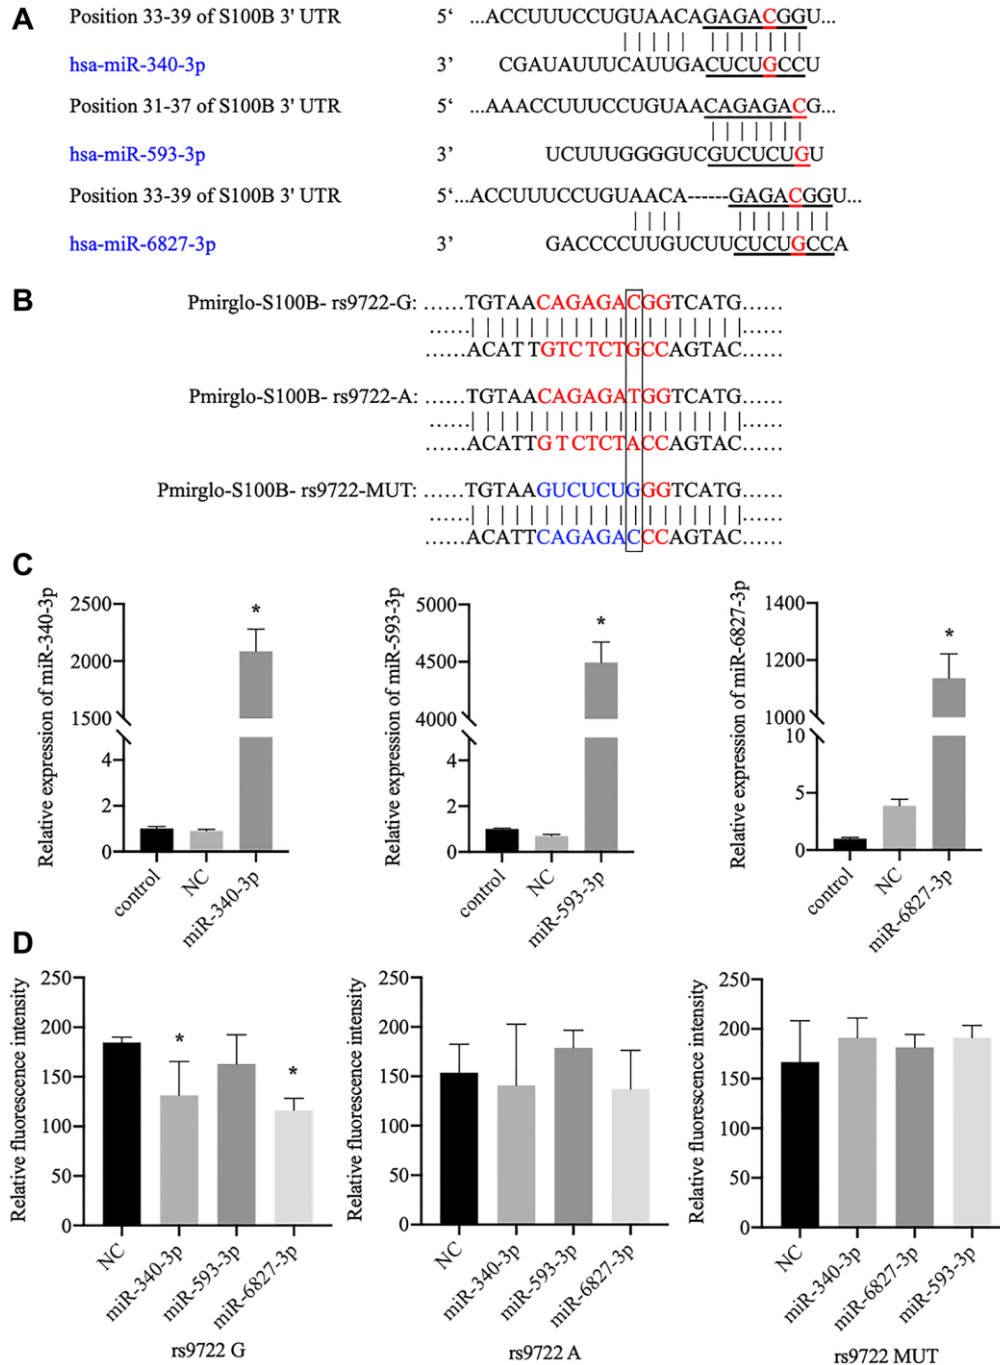 A
Position 33-39 of S100B 3' UTR 5‘ ...ACCUUUCCUGUAACAGAGACGGU...
hsa-miR-340-3p 3’ CGAUAUUUCAUUGACUCUGCCU
Position 31-37 of S100B 3' UTR 5‘ ...AAACCUUUCCUGUAACAGAGACG...
hsa-miR-593-3p 3’ UCUUUGGGGUCGUCUCUGU
Position 33-39 of S100B 3' UTR 5‘ ...ACCUUUCCUGUAACA------GAGACGGU...
hsa-miR-6827-3p 3’ GACCCCUUGUCUUCUCUGCCA
B
Pmirglo-S100B- rs9722-G: ......TGTAACAGAGACGGTCATG......
...... ......
......ACATTGTCTCTGCCAGTAC......
Pmirglo-S100B- rs9722-A: ......TGTAACAGAGATGGTCATG......
...... ......
......ACATTGTCTCTACCAGTAC......
Pmirglo-S100B- rs9722-MUT: ......TGTAAGUCUCUGGGTCATG......
...... ......
......ACATTCAGAGACCCAGTAC......
C
Relative expression of miR-340-3p
2500
2000
1500
4
2
0
*
control
NC
miR-340-3p
Relative expression of miR-593-3p
5000
4500
4000
4
2
0
*
control
NC
miR-593-3p
Relative expression of miR-6827-3p
1400
1200
1000
10
5
0
*
control
NC
miR-6827-3p
D
Relative fluorescence intensity
250
200
150
100
50
0
*
*
NC
miR-340-3p
miR-593-3p
miR-6827-3p
rs9722 G
Relative fluorescence intensity
250
200
150
100
50
0
NC
miR-340-3p
miR-593-3p
miR-6827-3p
rs9722 A
Relative fluorescence intensity
250
200
150
100
50
0
NC
miR-340-3p
miR-6827-3p
miR-593-3p
rs9722 MUT